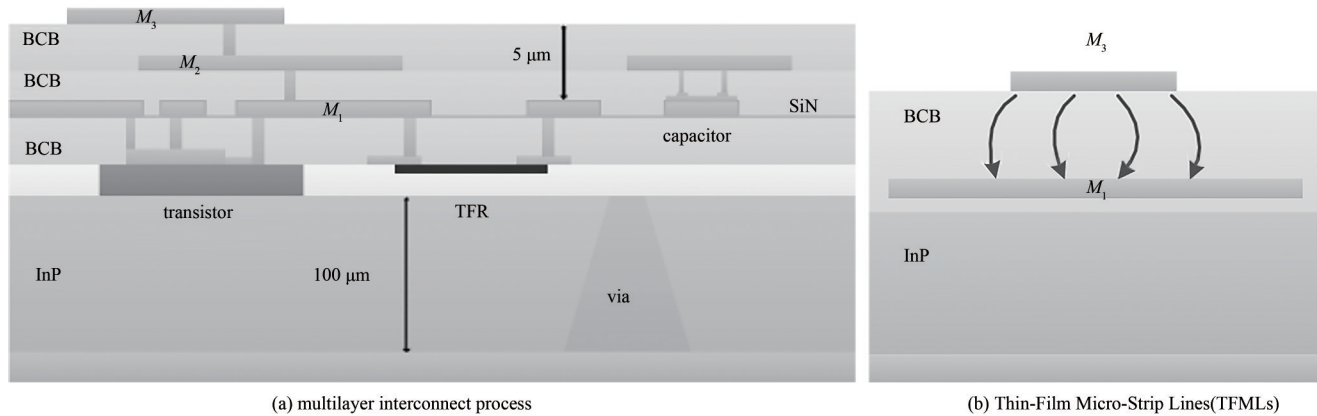 M3
BCB
M2
5 μm
BCB
M1
SiN
capacitor
BCB
transistor
TFR
InP
100 μm
via
(a) multilayer interconnect process
M3
BCB
M1
InP
(b) Thin-Film Micro-Strip Lines(TFMLs)